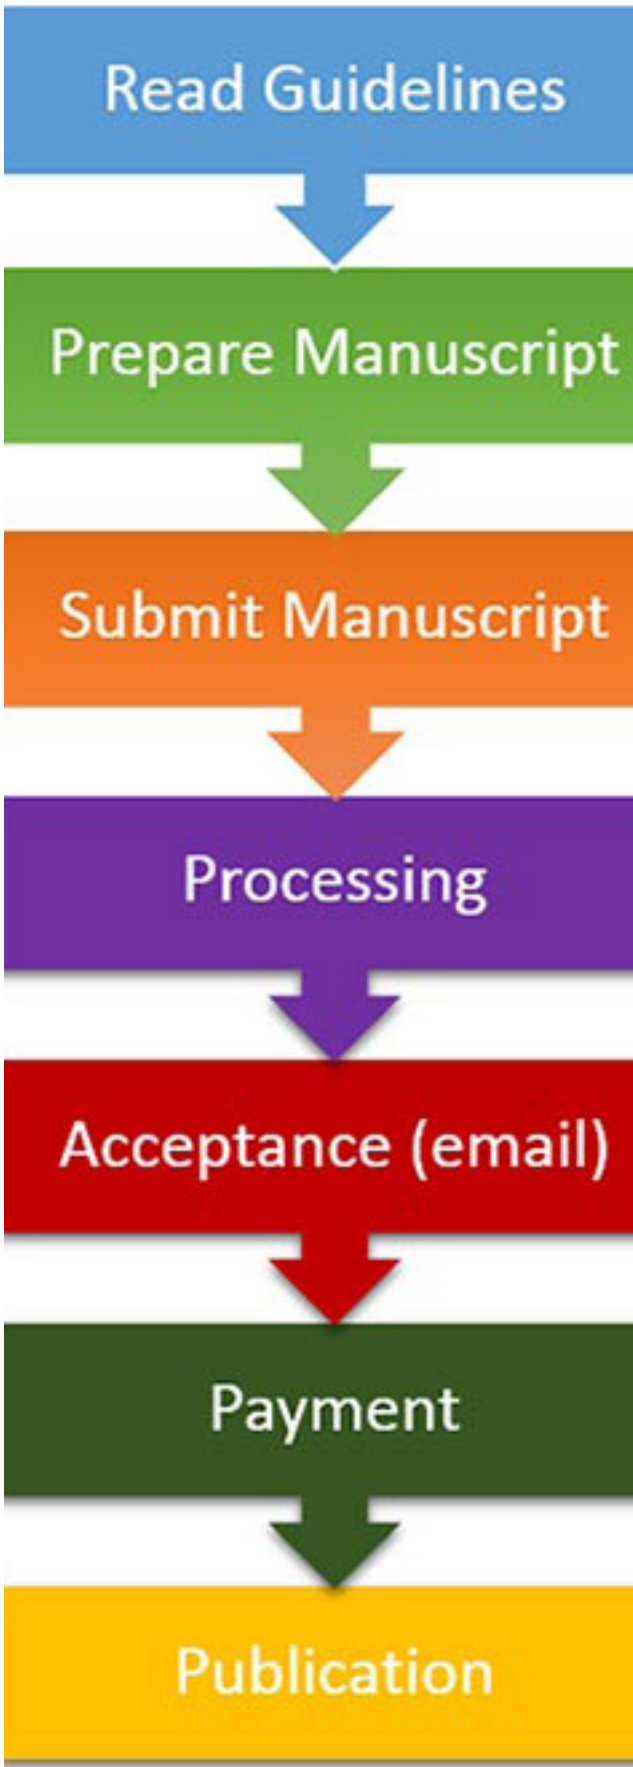 Read Guidelines
Prepare Manuscript
Submit Manuscript
Processing
Acceptance (email)
Payment
Publication